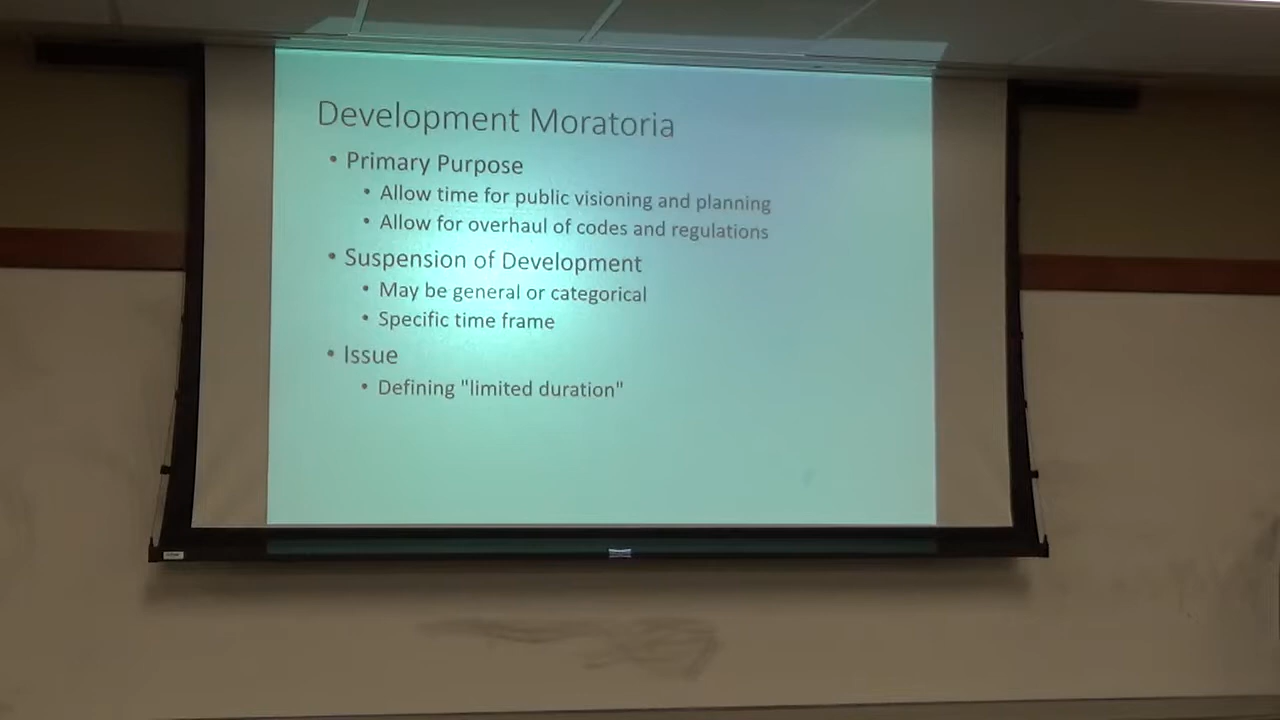 Development Moratoria
• Primary Purpose
• Allow time for public visioning and planning
• Allow for overhaul of codes and regulations
• Suspension of Development
• May be general or categorical
• Specific time frame
• Issue
• Defining "limited duration"